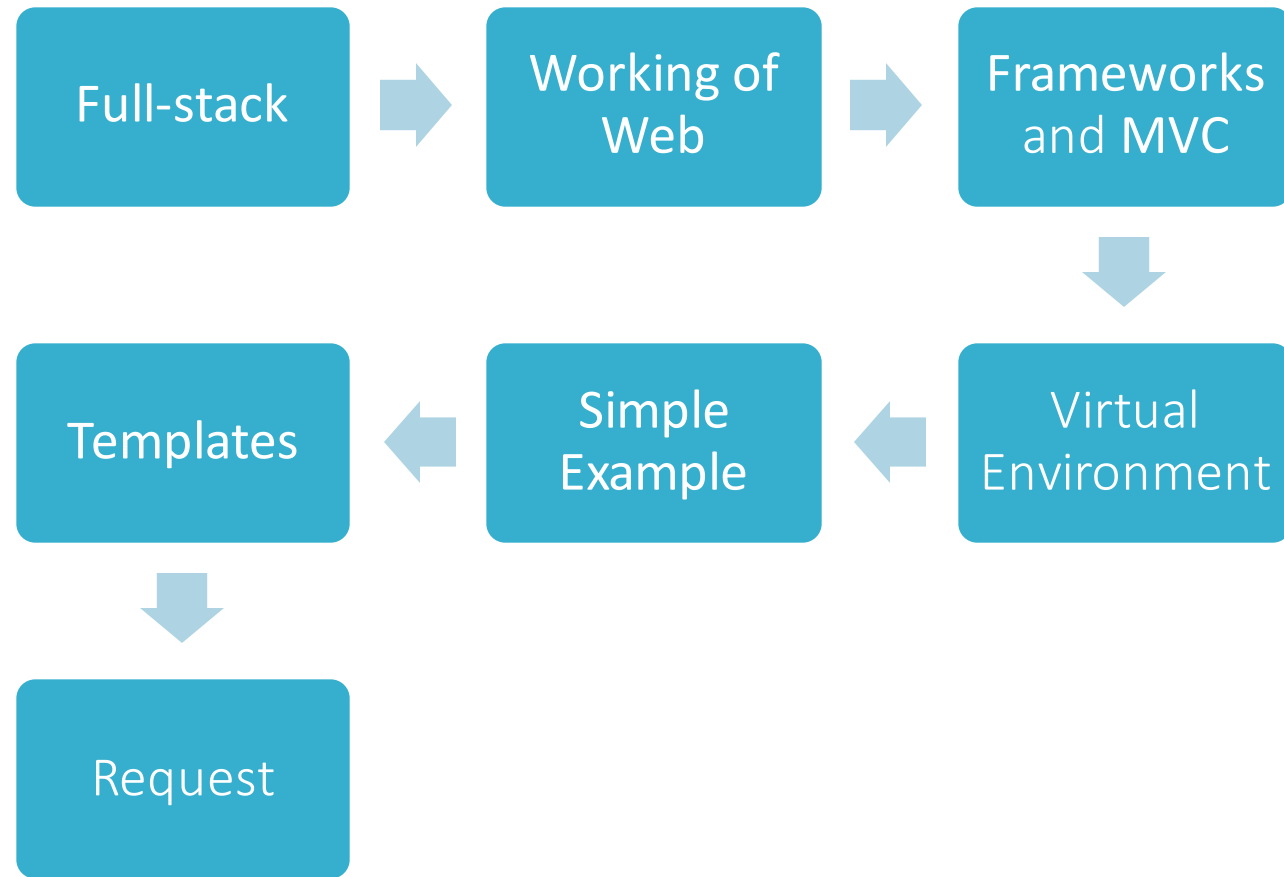 Full-stack
Working of
Web
Frameworks
and MVC
Virtual
Environment
Simple
Example
Templates
Request